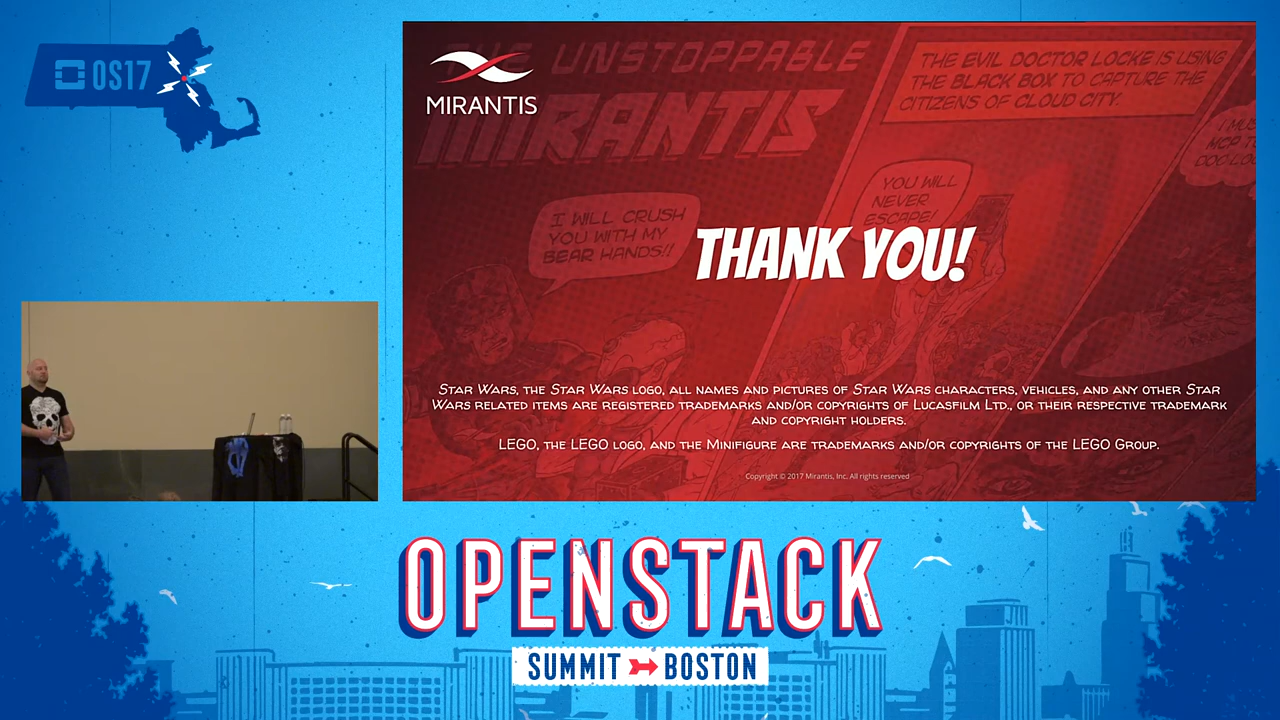 OS17
MIRANTIS
THE UNSTOPPABLE
MIRANTIS
THE EVIL DOCTOR LOCKE IS USING
THE BLACK BOX TO CAPTURE THE
CITIZENS OF CLOUD CITY.
I MUS
MCP TO
DOC LOC
YOU WILL
NEVER
ESCAPE!
I WILL CRUSH
YOU WITH MY
BEAR HANDS!!
THANK YOU!
STAR WARS, THE STAR WARS LOGO, ALL NAMES AND PICTURES OF STAR WARS CHARACTERS, VEHICLES, AND ANY OTHER STAR
WARS RELATED ITEMS ARE REGISTERED TRADEMARKS AND/OR COPYRIGHTS OF LUCASFILM LTD., OR THEIR RESPECTIVE TRADEMARK
AND COPYRIGHT HOLDERS.
LEGO, THE LEGO LOGO, AND THE MINIFIGURE ARE TRADEMARKS AND/OR COPYRIGHTS OF THE LEGO GROUP.
Copyright © 2017 Mirantis, Inc. All rights reserved
OPENSTACK
SUMMIT BOSTON